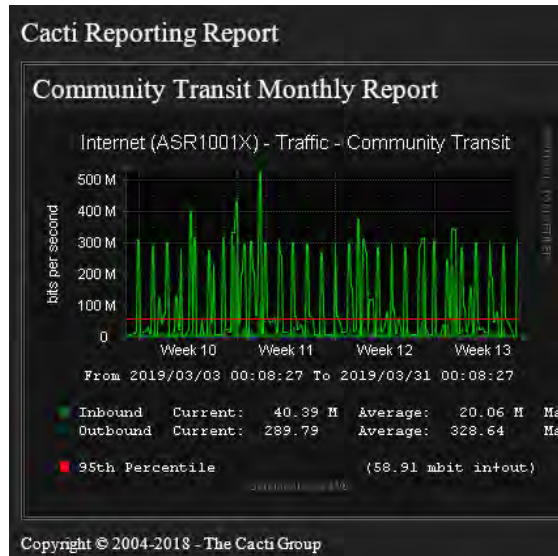 Cacti Reporting Report
Community Transit Monthly Report
Internet (ASR1001X) - Traffic - Community Transit
bits per second
500 M
400 M
300 M
200 M
100 M
0
Week 10 Week 11 Week 12 Week 13
From 2019/03/03 00:08:27 To 2019/03/31 00:08:27
Inbound Current: 40.39 M Average: 20.06 M Ma
Outbound Current: 289.79 Average: 328.64 Ma
95th Percentile (58.91 mbit in+out)
Copyright © 2004-2018 - The Cacti Group